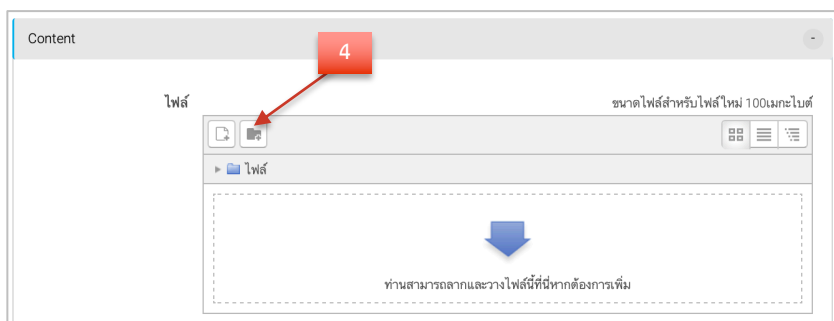 Content
-
4
ไฟล์
ขนาดไฟล์สำหรับไฟล์ใหม่ 100เมกะไบต์
ไฟล์
ท่านสามารถลากและวางไฟล์นี้ที่นี่หากต้องการเพิ่ม